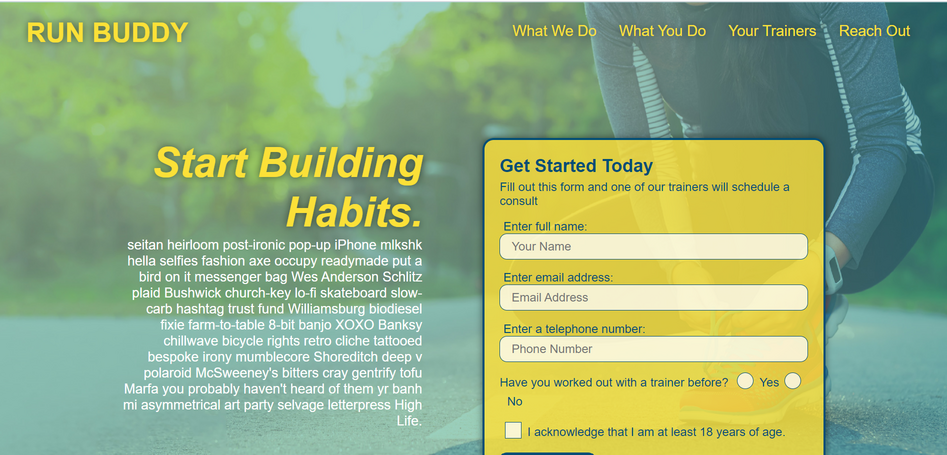 RUN BUDDY
What We Do What You Do Your Trainers Reach Out
Start Building
Habits.
seitan heirloom post-ironic pop-up iPhone mlkshk
hella selfies fashion axe occupy readymade put a
bird on it messenger bag Wes Anderson Schlitz
plaid Bushwick church-key lo-fi skateboard slow-
carb hashtag trust fund Williamsburg biodiesel
fixie farm-to-table 8-bit banjo XOXO Banksy
chillwave bicycle rights retro cliche tattooed
bespoke irony mumblecore Shoreditch deep v
polaroid McSweeney's bitters cray gentrify tofu
Marfa you probably haven't heard of them yr banh
mi asymmetrical art party selvage letterpress High
Life.
Get Started Today
Fill out this form and one of our trainers will schedule a
consult
Enter full name:
Your Name
Enter email address:
Email Address
Enter a telephone number:
Phone Number
Have you worked out with a trainer before? Yes
No
I acknowledge that I am at least 18 years of age.